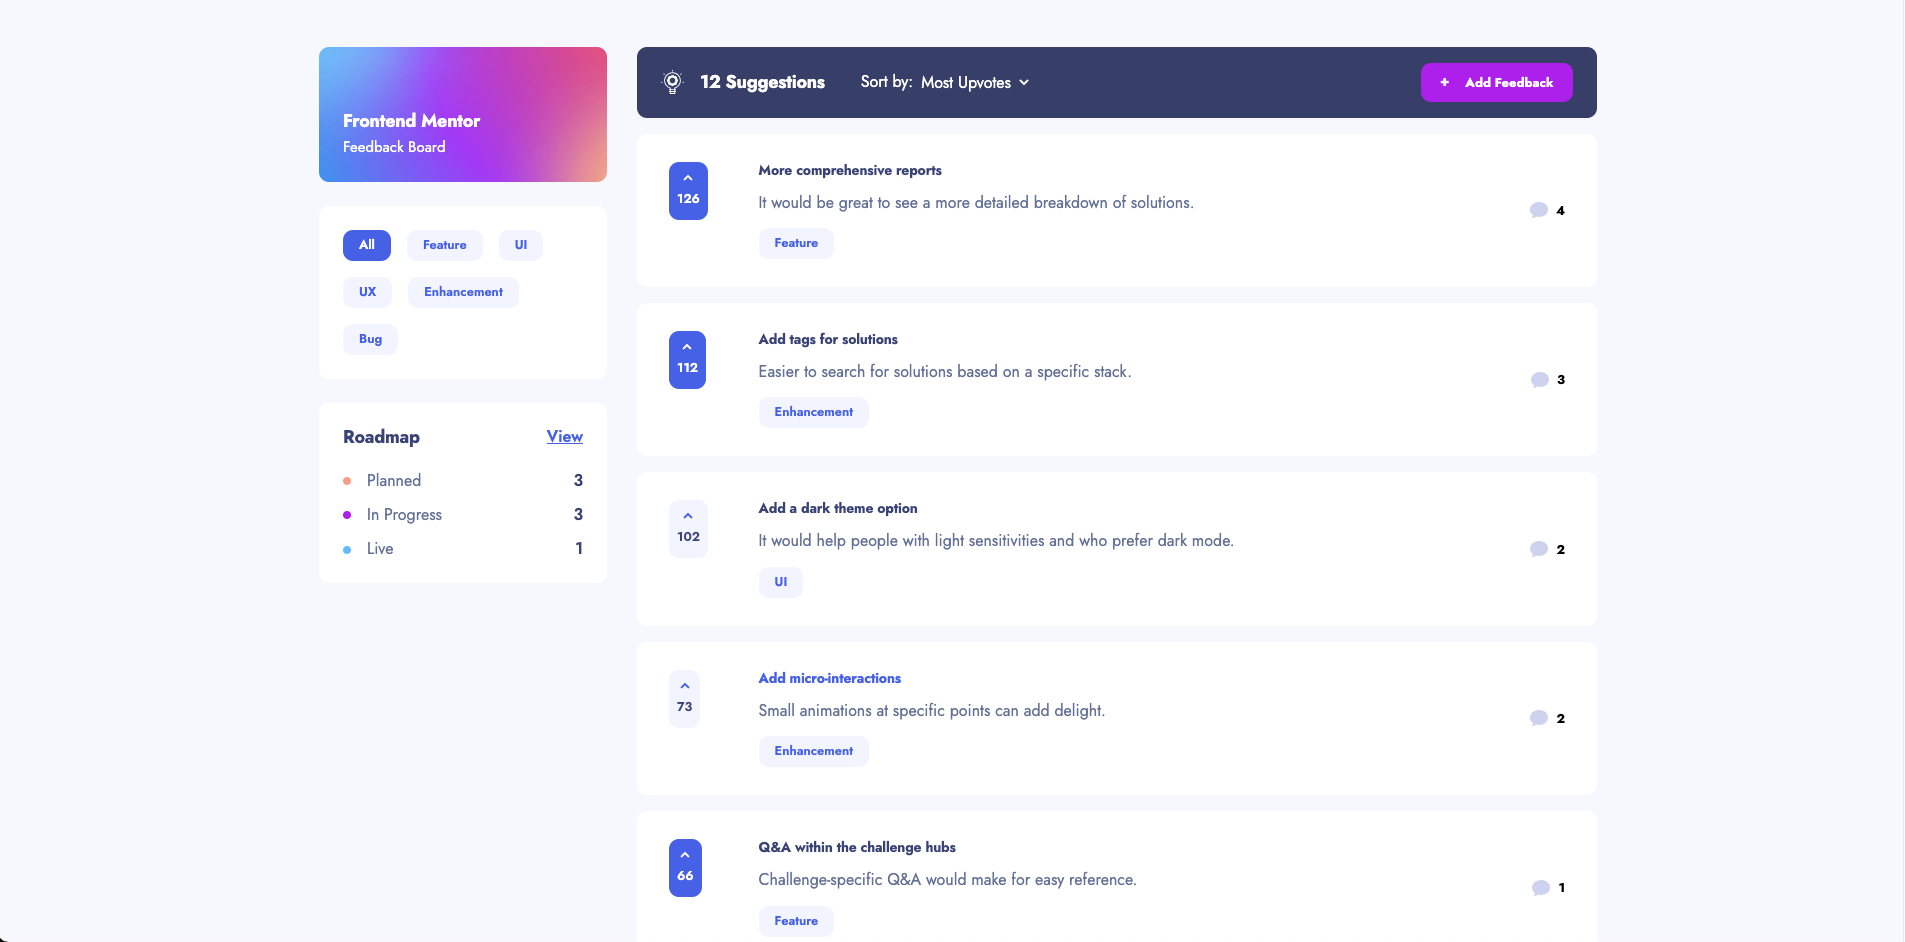 Frontend Mentor
Feedback Board
All Feature UI
UX Enhancement
Bug
Roadmap View
Planned 3
In Progress 3
Live 1
12 Suggestions Sort by: Most Upvotes + Add Feedback
More comprehensive reports
126
It would be great to see a more detailed breakdown of solutions.
4
Feature
Add tags for solutions
112
Easier to search for solutions based on a specific stack.
3
Enhancement
Add a dark theme option
102
It would help people with light sensitivities and who prefer dark mode.
2
UI
Add micro-interactions
73
Small animations at specific points can add delight.
2
Enhancement
Q&A within the challenge hubs
66
Challenge-specific Q&A would make for easy reference.
1
Feature